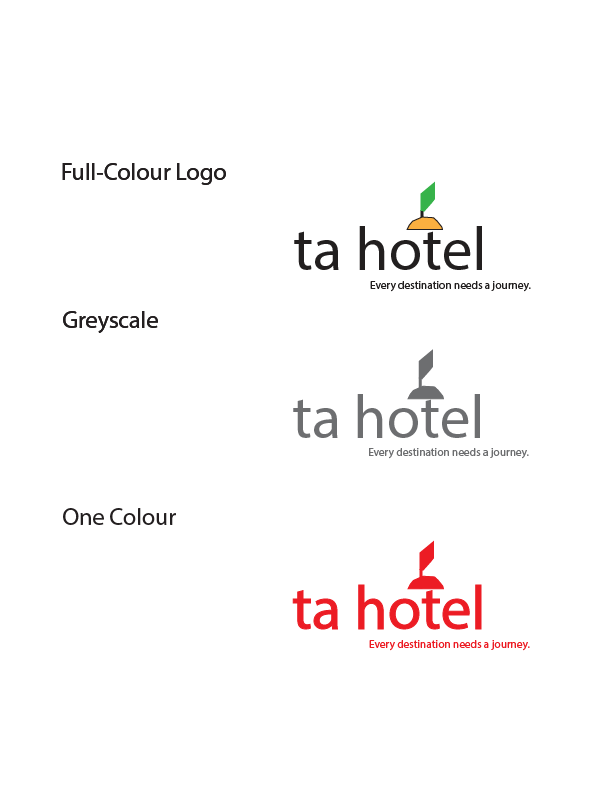 Full-Colour Logo
ta hotel
Every destination needs a journey.
Greyscale
ta hotel
Every destination needs a journey.
One Colour
ta hotel
Every destination needs a journey.